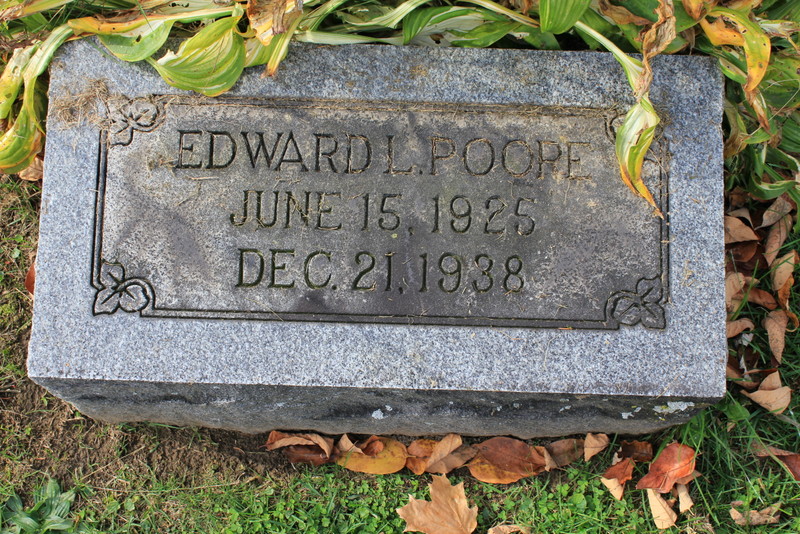 EDWARD L. POOPE
JUNE 15, 1925
DEC. 21, 1938